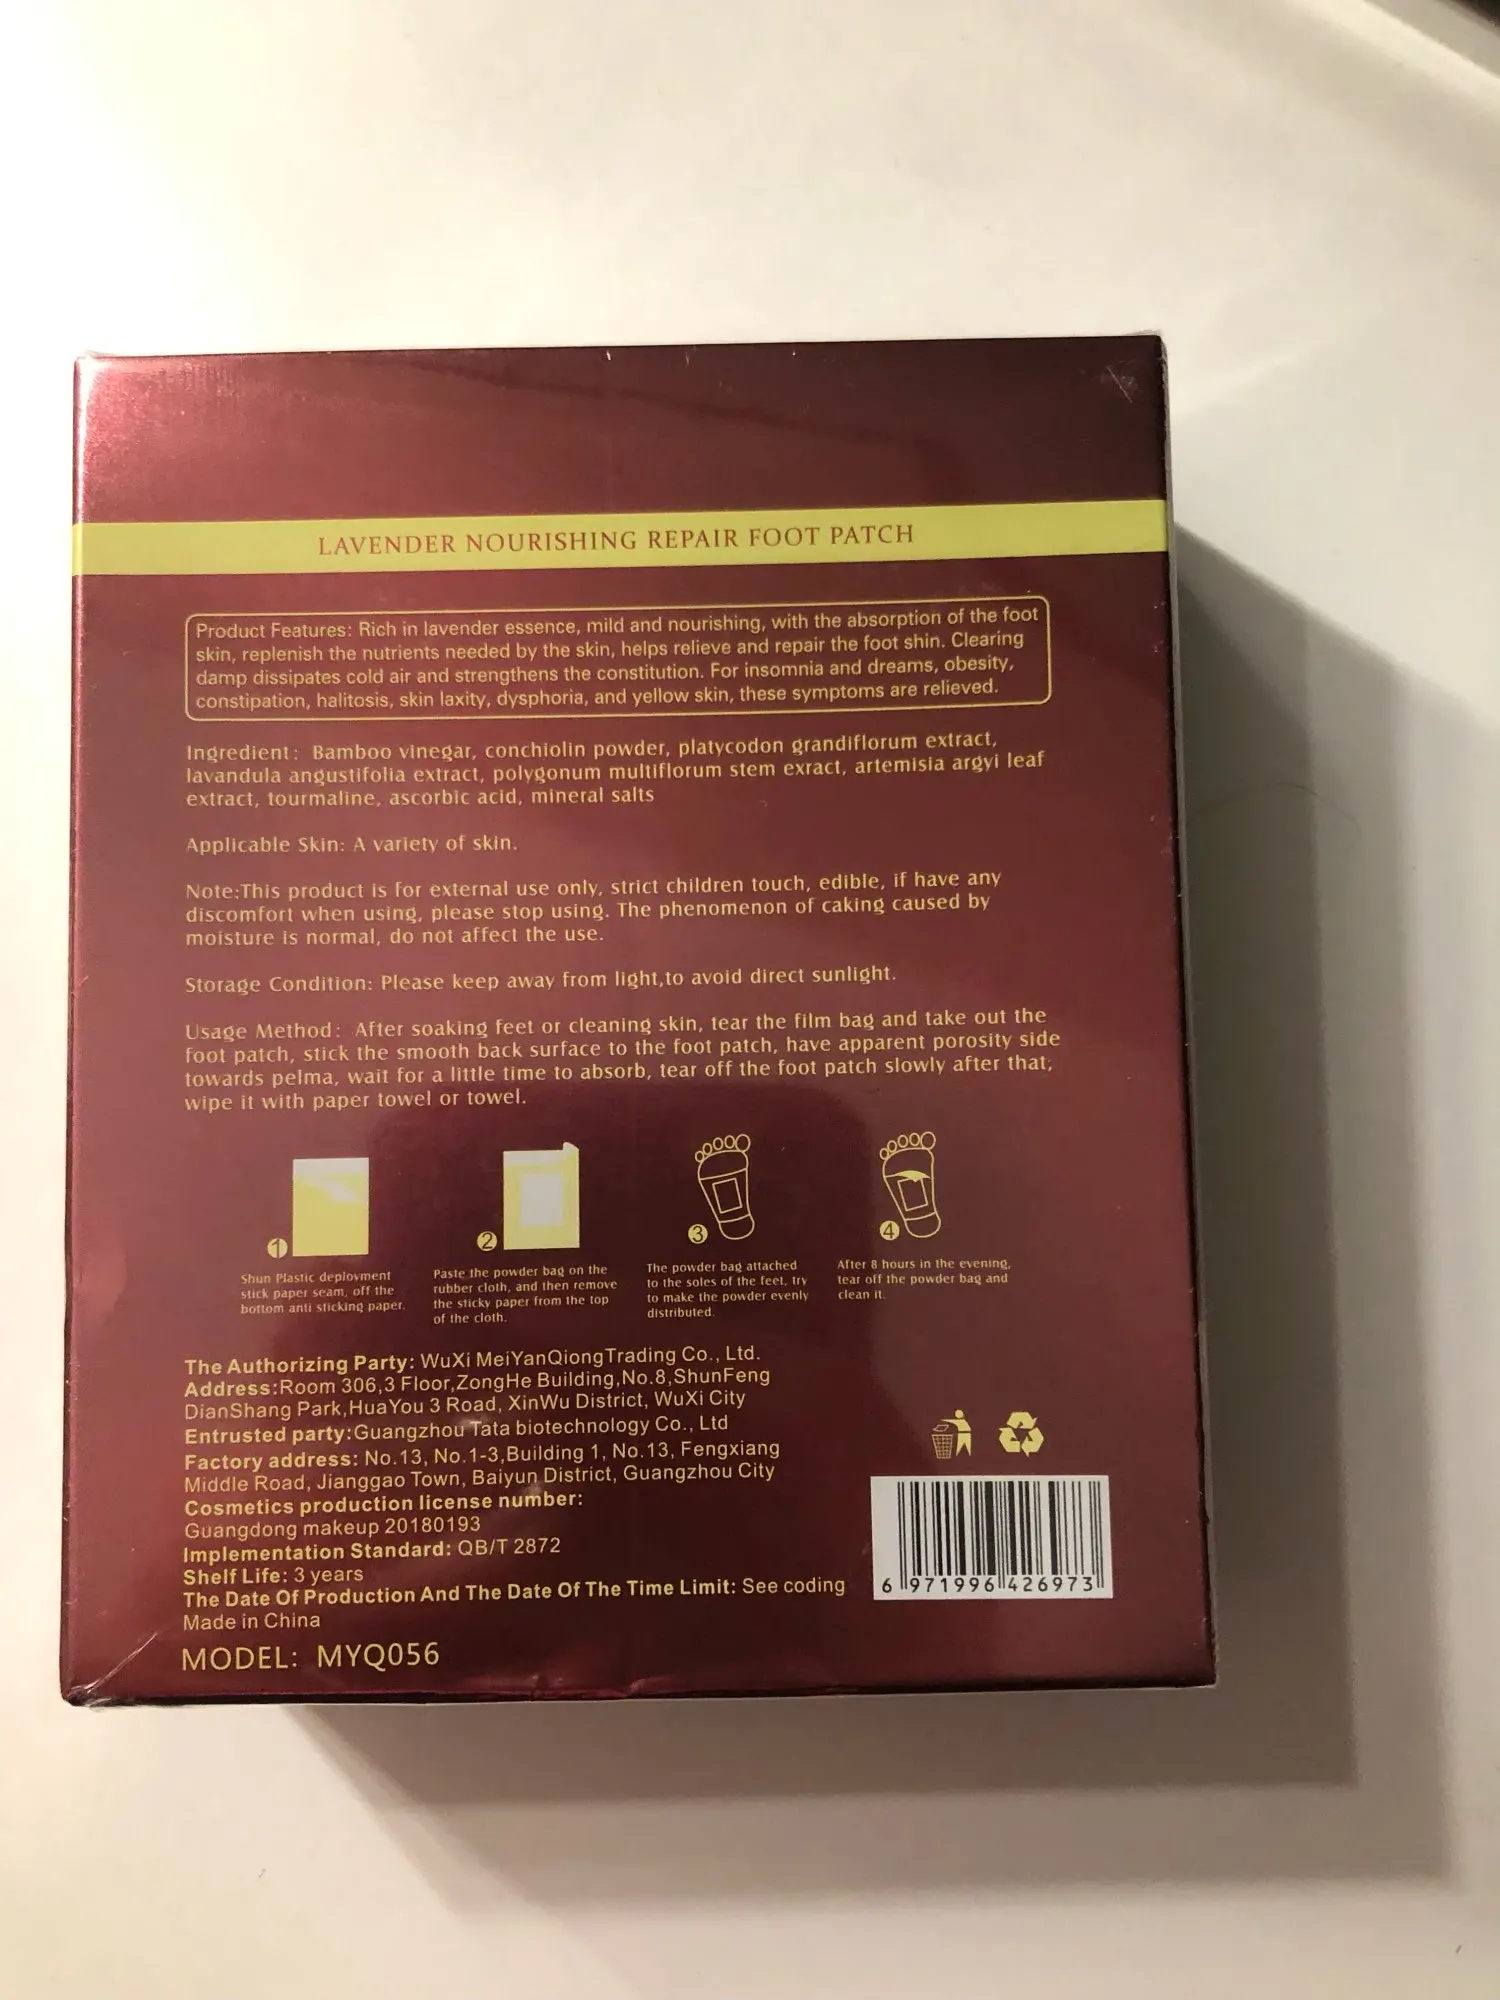 LAVENDER NOURISHING REPAIR FOOT PATCH
Product Features: Rich in lavender essence, mild and nourishing, with the absorption of the foot
skin, replenish the nutrients needed by the skin, helps relieve and repair the foot shin. Clearing
damp dissipates cold air and strengthens the constitution. For insomnia and dreams, obesity,
constipation, halitosis, skin laxity, dysphoria, and yellow skin, these symptoms are relieved.
Ingredient: Bamboo vinegar, conchiolin powder, platycodon grandiflorum extract,
lavandula angustifolia extract, polygonum multiflorum stem exract, artemisia argyi leaf
extract, tourmaline, ascorbic acid, mineral salts
Applicable Skin: A variety of skin.
Note:This product is for external use only, strict children touch, edible, if have any
discomfort when using, please stop using. The phenomenon of caking caused by
moisture is normal, do not affect the use.
Storage Condition: Please keep away from light,to avoid direct sunlight.
Usage Method: After soaking feet or cleaning skin, tear the film bag and take out the
foot patch, stick the smooth back surface to the foot patch, have apparent porosity side
towards pelma, wait for a little time to absorb, tear off the foot patch slowly after that,
wipe it with paper towel or towel.
1
Shun Plastic deployment
stick paper seam, off the
bottom anti sticking paper.
2
Paste the powder bag on the
rubber cloth, and then remove
the sticky paper from the top
of the cloth.
3
The powder bag attached
to the soles of the feet, try
to make the powder evenly
distributed.
4
After 8 hours in the evening,
tear off the powder bag and
clean it.
The Authorizing Party: WuXi MeiYanQiongTrading Co., Ltd.
Address:Room 306,3 Floor,ZongHe Building,No.8,ShunFeng
DianShang Park,HuaYou 3 Road, XinWu District, WuXi City
Entrusted party:Guangzhou Tata biotechnology Co., Ltd
Factory address: No.13, No.1-3,Building 1, No.13, Fengxiang
Middle Road, Jianggao Town, Baiyun District, Guangzhou City
Cosmetics production license number:
Guangdong makeup 20180193
Implementation Standard: QB/T 2872
Shelf Life: 3 years
The Date Of Production And The Date Of The Time Limit: See coding
Made in China
MODEL: MYQ056
6 971996 426973